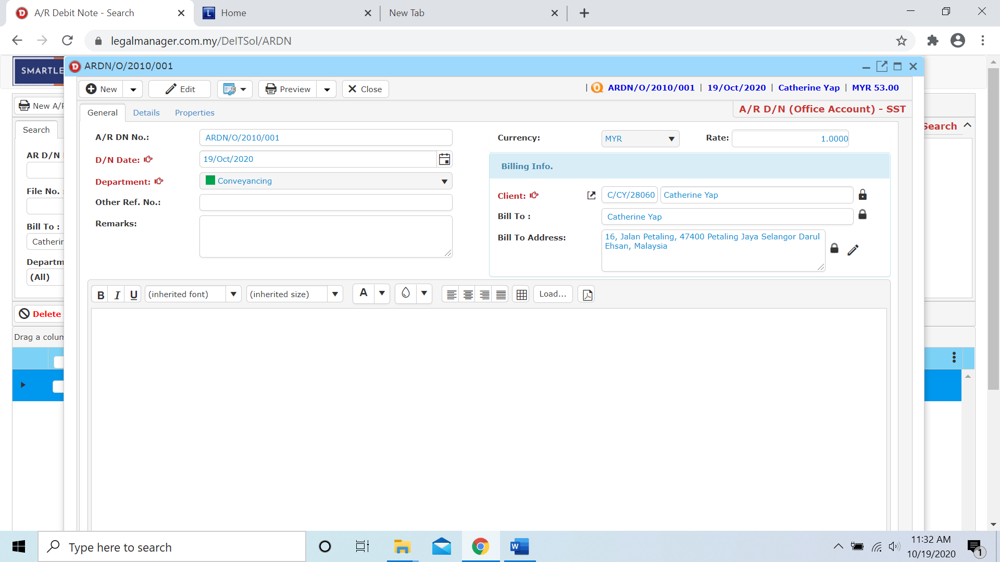 A/R Debit Note - Search
Home
New Tab
legalmanager.com.my/DeITSol/ARDN
SMARTLE
ARDN/O/2010/001
New
Edit
Preview
Close
| ARDN/O/2010/001 | 19/Oct/2020 | Catherine Yap | MYR 53.00
New A/R
General
Details
Properties
A/R D/N (Office Account) - SST
Search
Search
A/R DN No.:
ARDN/O/2010/001
Currency:
MYR
Rate:
1.0000
AR D/N
D/N Date:
19/Oct/2020
Billing Info.
Department:
Conveyancing
File No. :
Client:
C/CY/28060
Catherine Yap
Other Ref. No.:
Bill To :
Catherine Yap
Remarks:
Bill To :
Catherin
Bill To Address:
16, Jalan Petaling, 47400 Petaling Jaya Selangor Darul
Ehsan, Malaysia
Departm
(All)
B I U
(inherited font)
(inherited size)
A
Load...
Delete
Drag a colum
Type here to search
11:32 AM
10/19/2020
1